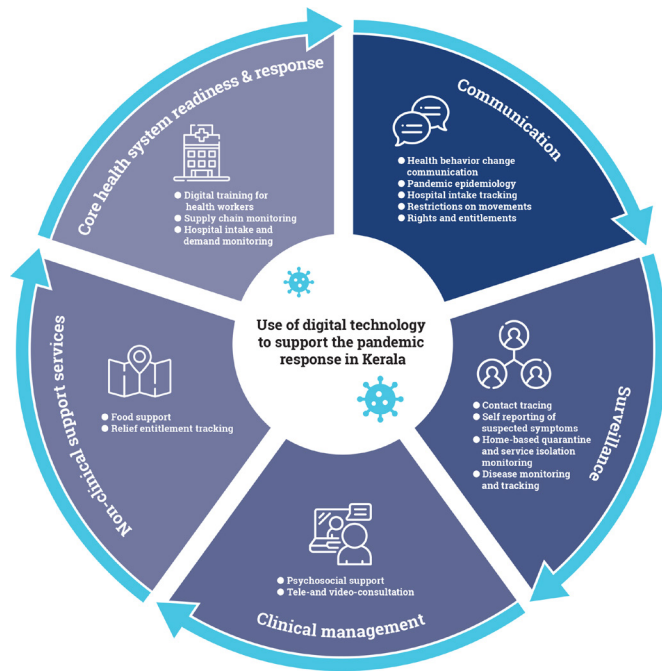 Use of digital technology
to support the pandemic
response in Kerala
Communication
● Health behavior change
communication
● Pandemic epidemiology
● Hospital intake tracking
● Restrictions on movements
● Rights and entitlements
Surveillance
● Contact tracing
● Self reporting of
suspected symptoms
● Home-based quarantine
and service isolation
monitoring
● Disease monitoring
and tracking
Clinical management
● Psychosocial support
● Tele-and video-consultation
Non-clinical support services
● Food support
● Relief entitlement tracking
Core health system readiness & response
● Digital training for
health workers
● Supply chain monitoring
● Hospital intake and
demand monitoring